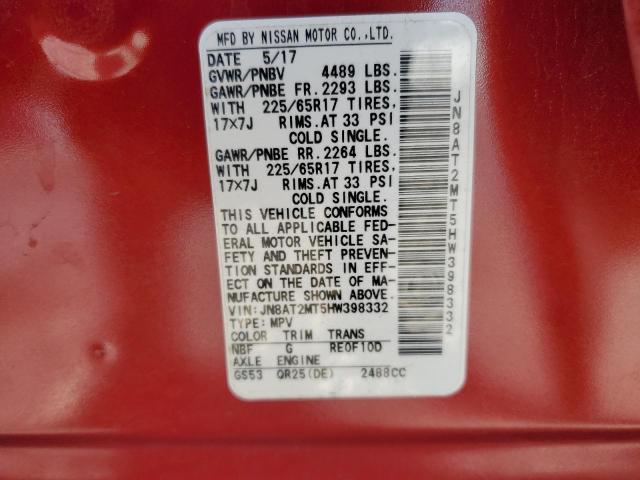 MFD BY NISSAN MOTOR CO.,LTD.
DATE 5/17
GVWR/PNBV 4489 LBS.
GAWR/PNBE FR. 2293 LBS.
WITH 225/65R17 TIRES,
17X7J RIMS.AT 33 PSI
COLD SINGLE.
GAWR/PNBE RR. 2264 LBS.
WITH 225/65R17 TIRES,
17X7J RIMS.AT 33 PSI
COLD SINGLE.
THIS VEHICLE CONFORMS
TO ALL APPLICABLE FED-
ERAL MOTOR VEHICLE SA-
FETY AND THEFT PREVEN-
TION STANDARDS IN EFF-
ECT ON THE DATE OF MA-
NUFACTURE SHOWN ABOVE.
VIN:JN8AT2MT5HW398332
TYPE:MPV
COLOR TRIM TRANS
NBF G RE0F10D
AXLE ENGINE
GS53 QR25(DE) 2488CC
JN8AT2MT5HW398332